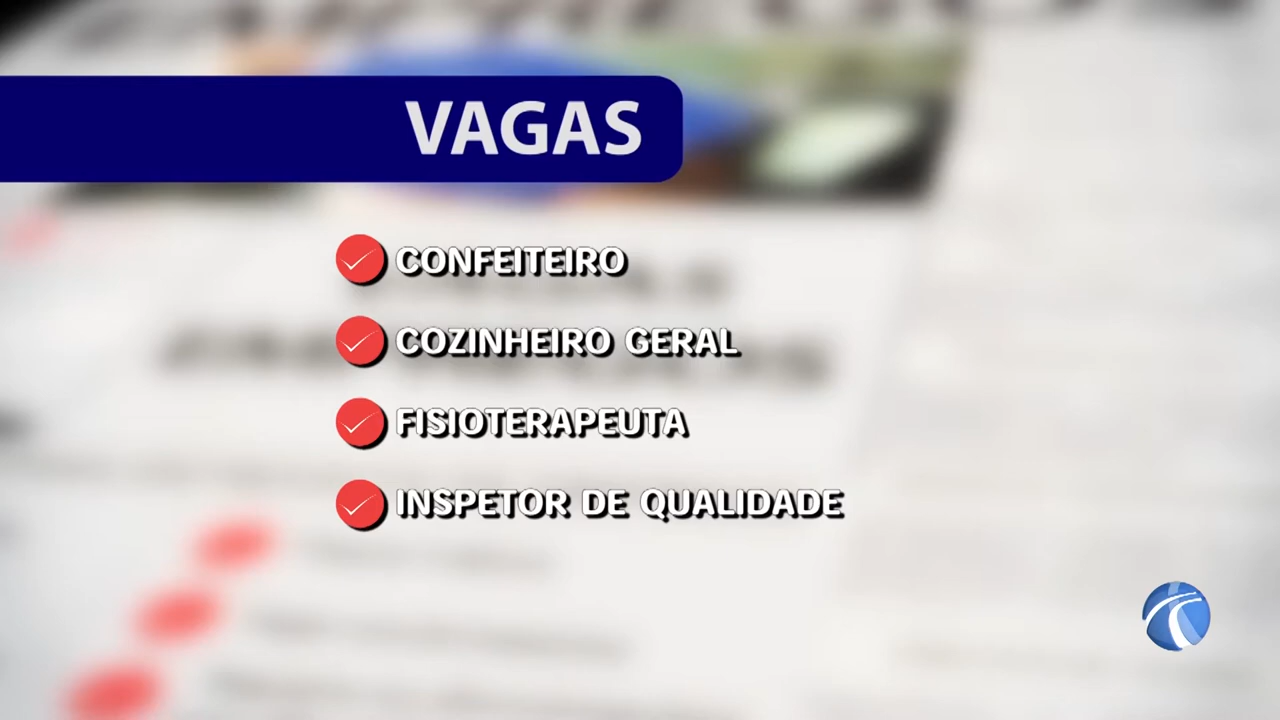 VAGAS
CONFEITEIRO
COZINHEIRO GERAL
FISIOTERAPEUTA
INSPETOR DE QUALIDADE